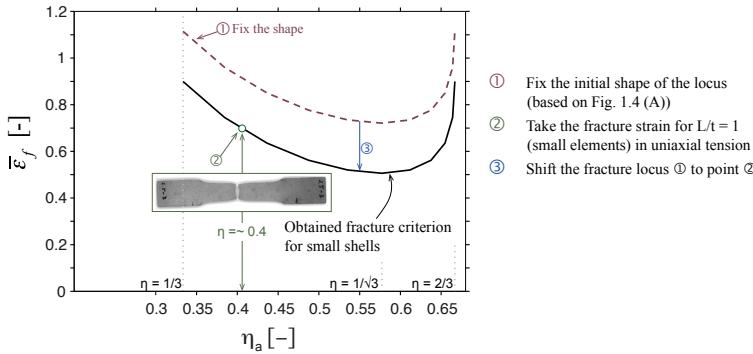 1.2
1
0.8
0.6
0.4
0.2
0
ε̅f [-]
① Fix the shape
②
③
η =~ 0.4
Obtained fracture criterion
for small shells
η = 1/3
η = 1/√3
η = 2/3
0.3
0.35
0.4
0.45
0.5
0.55
0.6
0.65
ηa [−]
① Fix the initial shape of the locus
(based on Fig. 1.4 (A))
② Take the fracture strain for L/t = 1
(small elements) in uniaxial tension
③ Shift the fracture locus ① to point ②